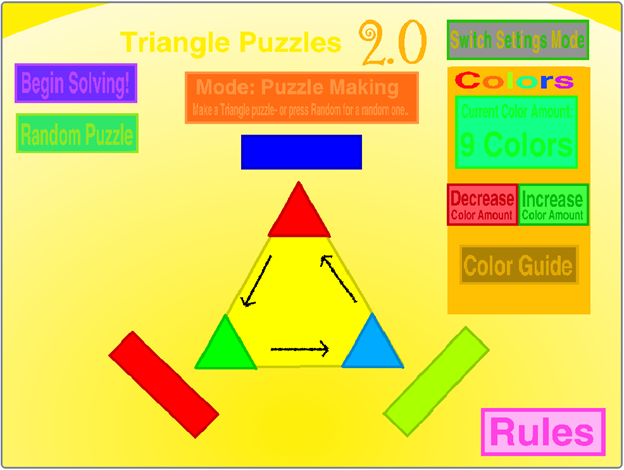 Triangle Puzzles 2.0
Switch Settings Mode
Begin Solving!
Random Puzzle
Mode: Puzzle Making
Make a Triangle puzzle- or press Random for a random one..
Colors
Current Color Amount:
9 Colors
Decrease
Color Amount
Increase
Color Amount
Color Guide
Rules